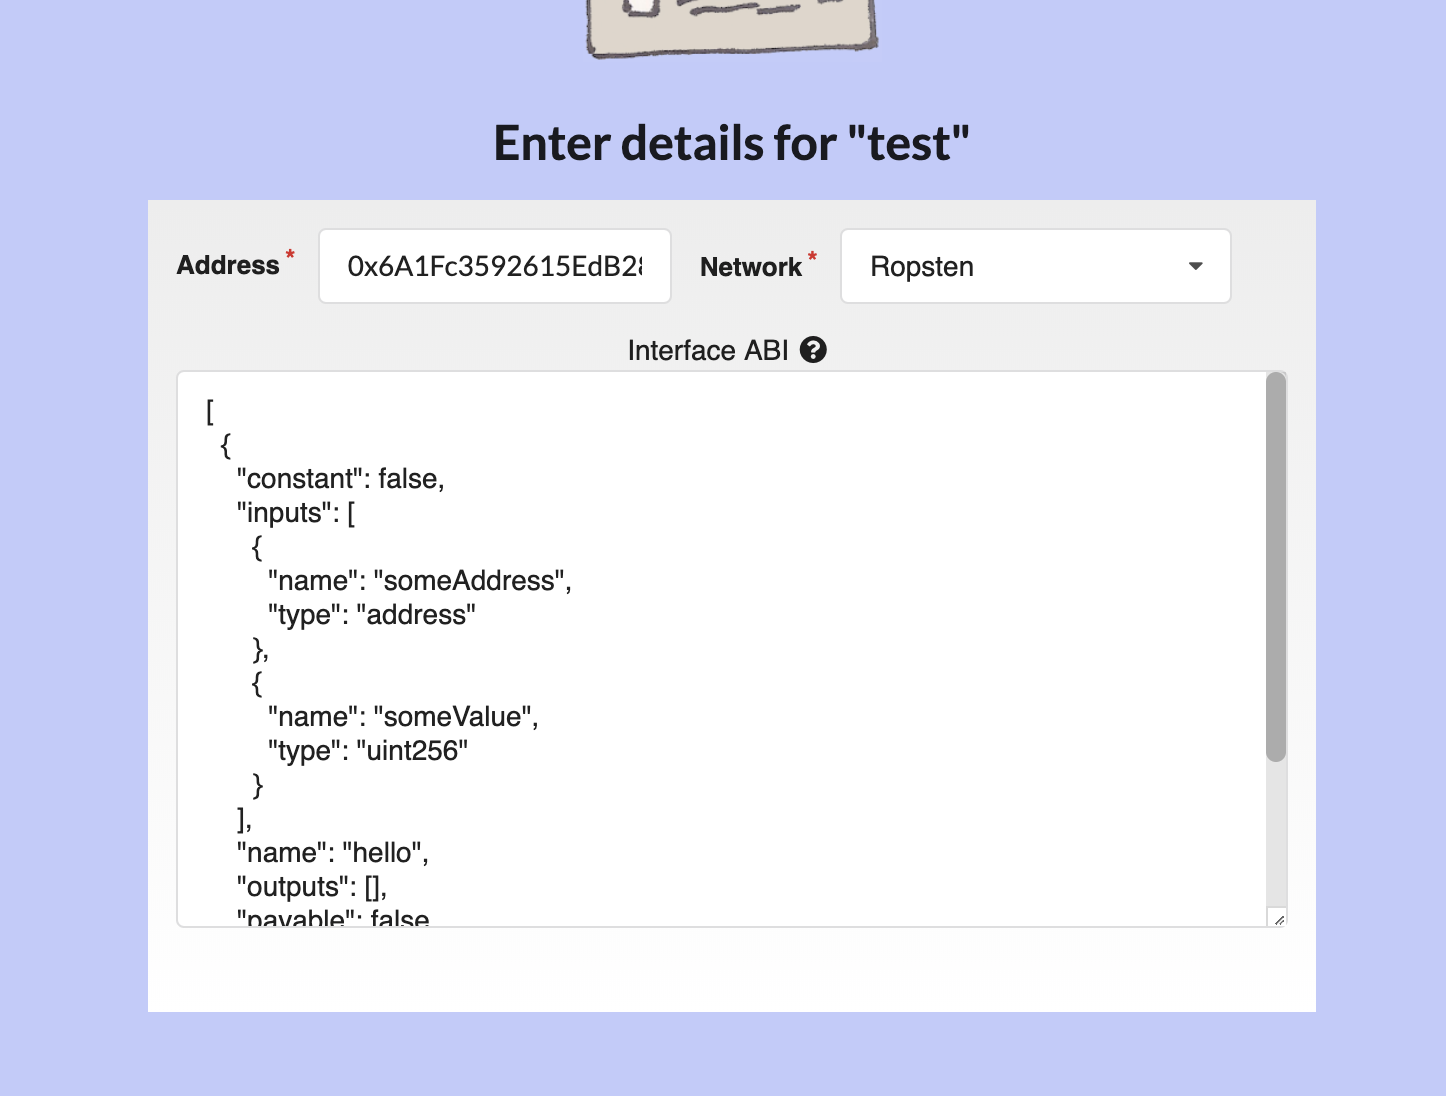 Enter details for "test"
Address * 0x6A1Fc3592615EdB2 Network * Ropsten
Interface ABI ?
[
{
"constant": false,
"inputs": [
{
"name": "someAddress",
"type": "address"
},
{
"name": "someValue",
"type": "uint256"
}
],
"name": "hello",
"outputs": [],
"payable": false